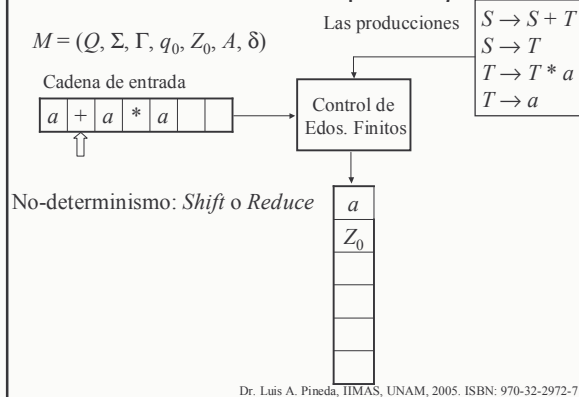 Las producciones
S → S + T
S → T
T → T * a
T → a
M = (Q, Σ, Γ, q₀, Z₀, A, δ)
Cadena de entrada
a + a * a
Control de
Edos. Finitos
No-determinismo: Shift o Reduce
a
Z₀
Dr. Luis A. Pineda, IIMAS, UNAM, 2005. ISBN: 970-32-2972-7